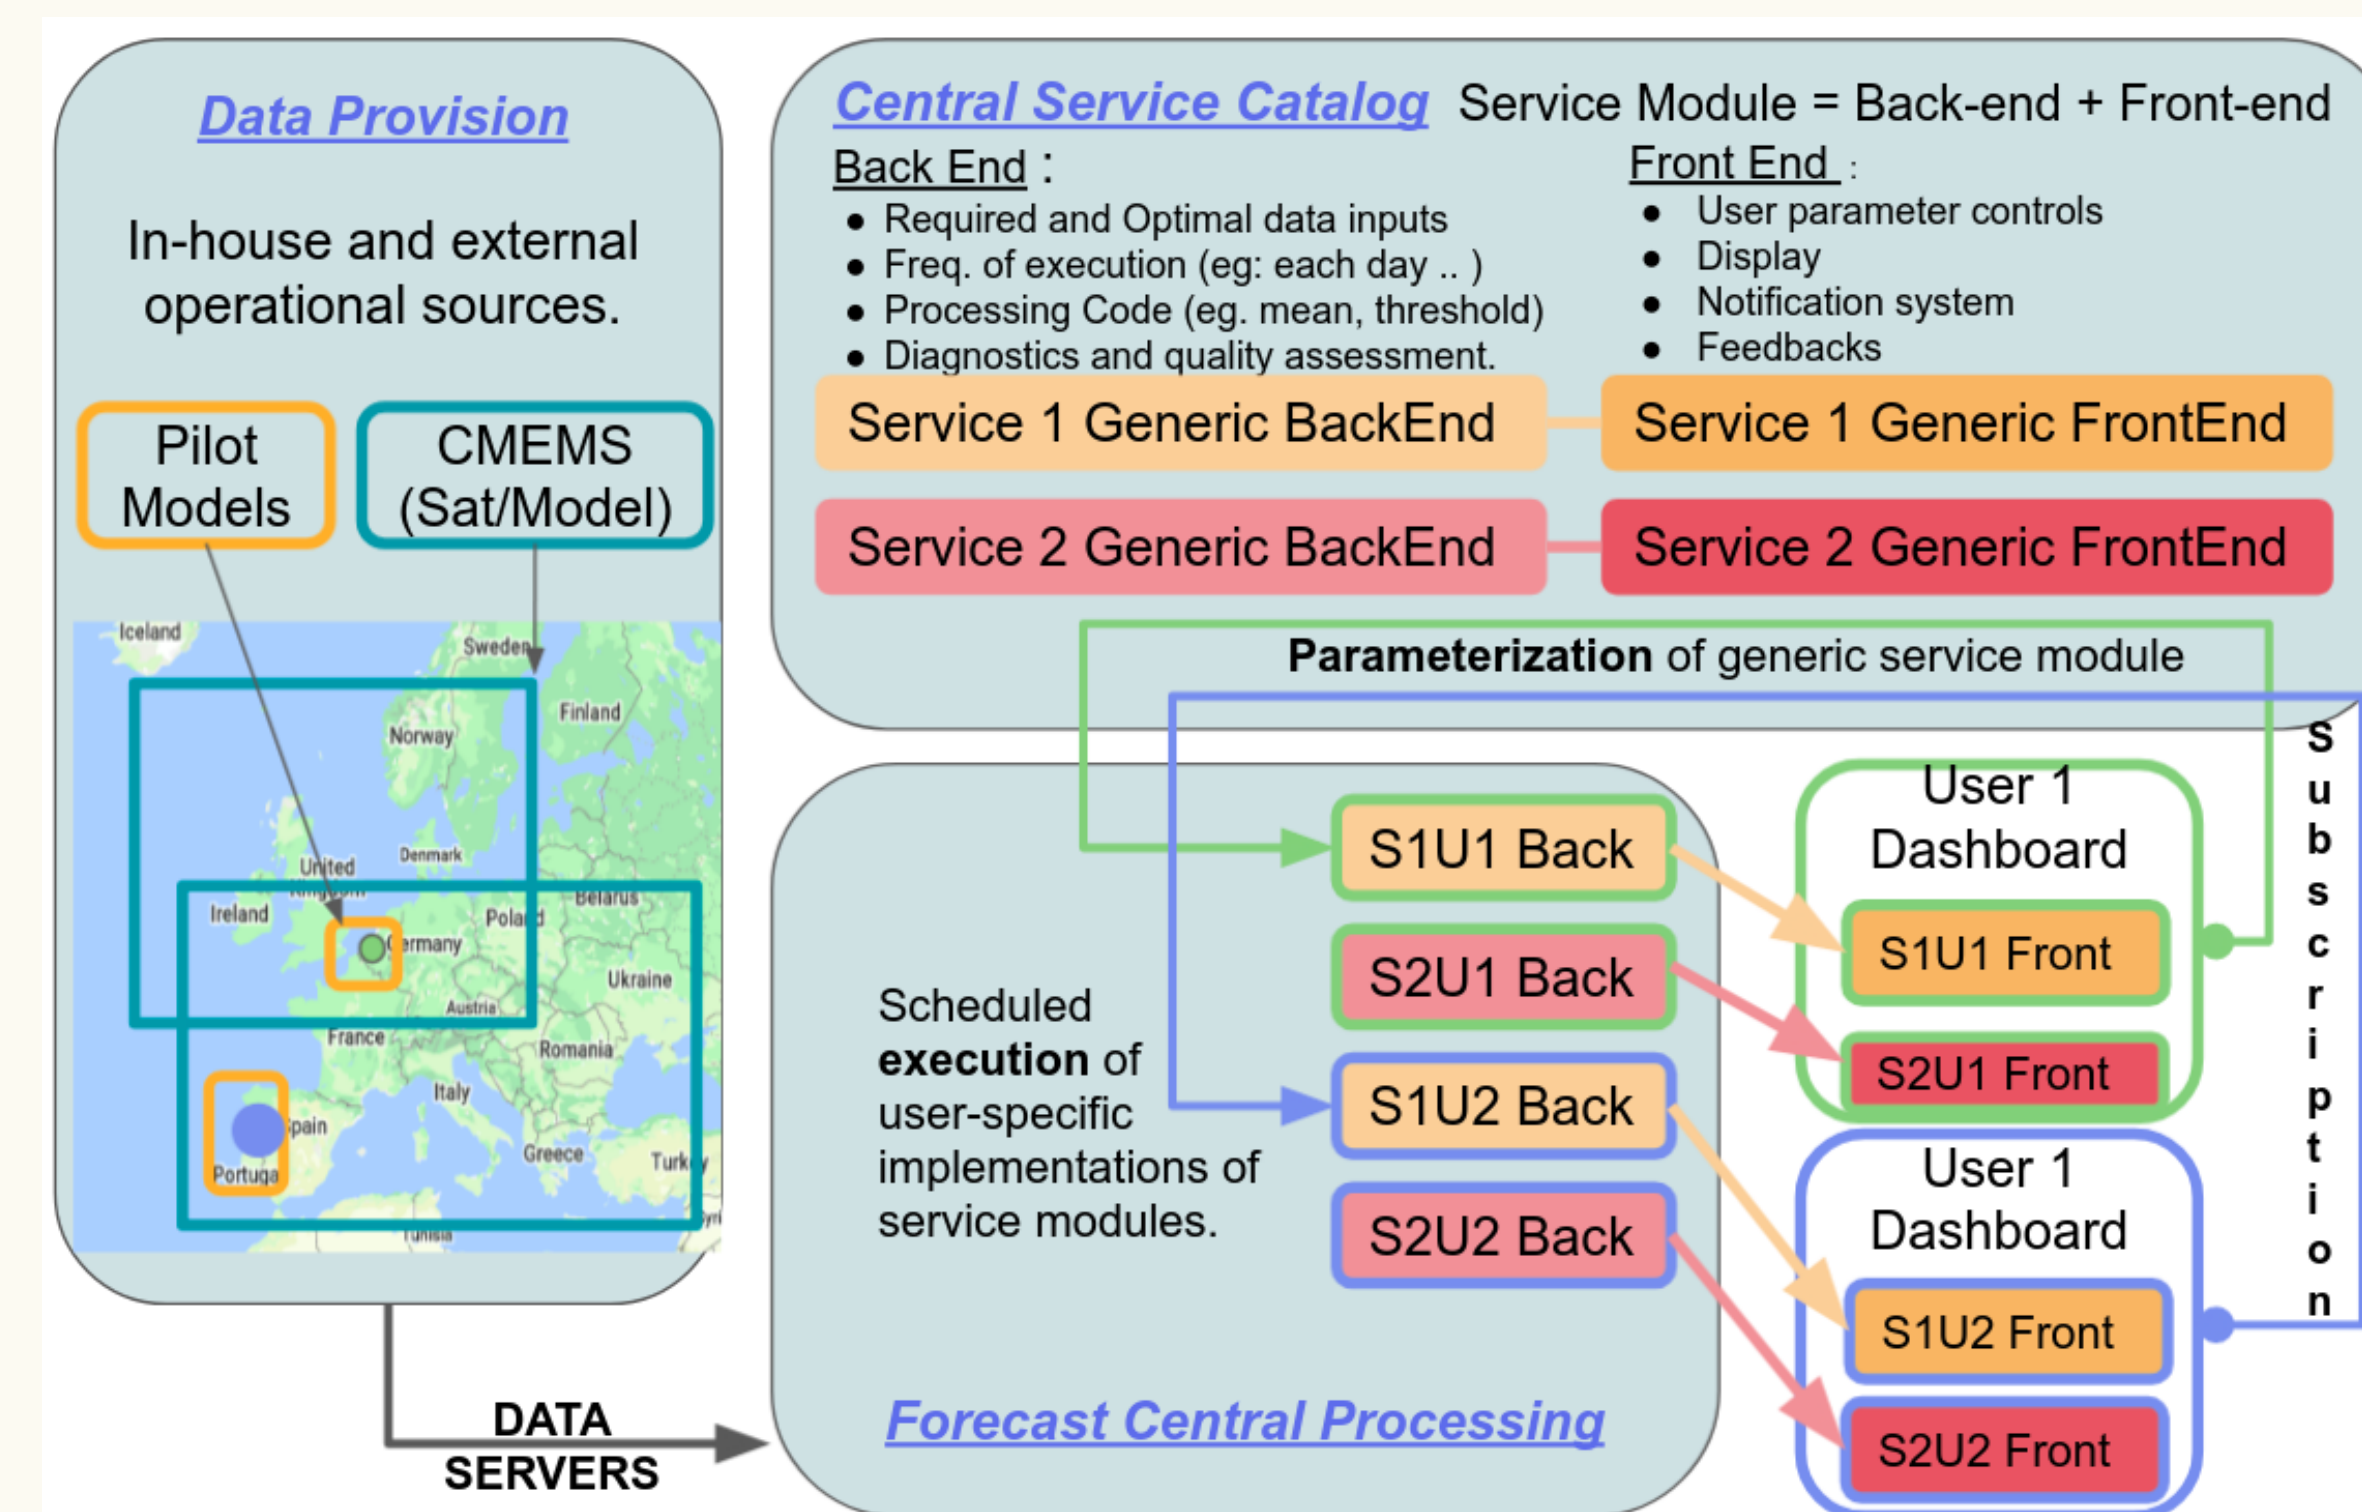 Data Provision
In-house and external
operational sources.
Pilot
Models
CMEMS
(Sat/Model)
Iceland
Sweden
Finland
Norway
Denmark
United
Kingdom
Ireland
Belarus
Poland
Germany
Ukraine
Austria
France
Romania
Italy
Spain
Greece
Turkey
Portuga
Tunisia
DATA
SERVERS
Central Service Catalog
Service Module = Back-end + Front-end
Back End :
● Required and Optimal data inputs
● Freq. of execution (eg: each day .. )
● Processing Code (eg. mean, threshold)
● Diagnostics and quality assessment.
Front End :
● User parameter controls
● Display
● Notification system
● Feedbacks
Service 1 Generic BackEnd
Service 1 Generic FrontEnd
Service 2 Generic BackEnd
Service 2 Generic FrontEnd
Parameterization of generic service module
Scheduled
execution of
user-specific
implementations of
service modules.
S1U1 Back
S2U1 Back
S1U2 Back
S2U2 Back
Forecast Central Processing
User 1
Dashboard
S1U1 Front
S2U1 Front
User 1
Dashboard
S1U2 Front
S2U2 Front
Subscription